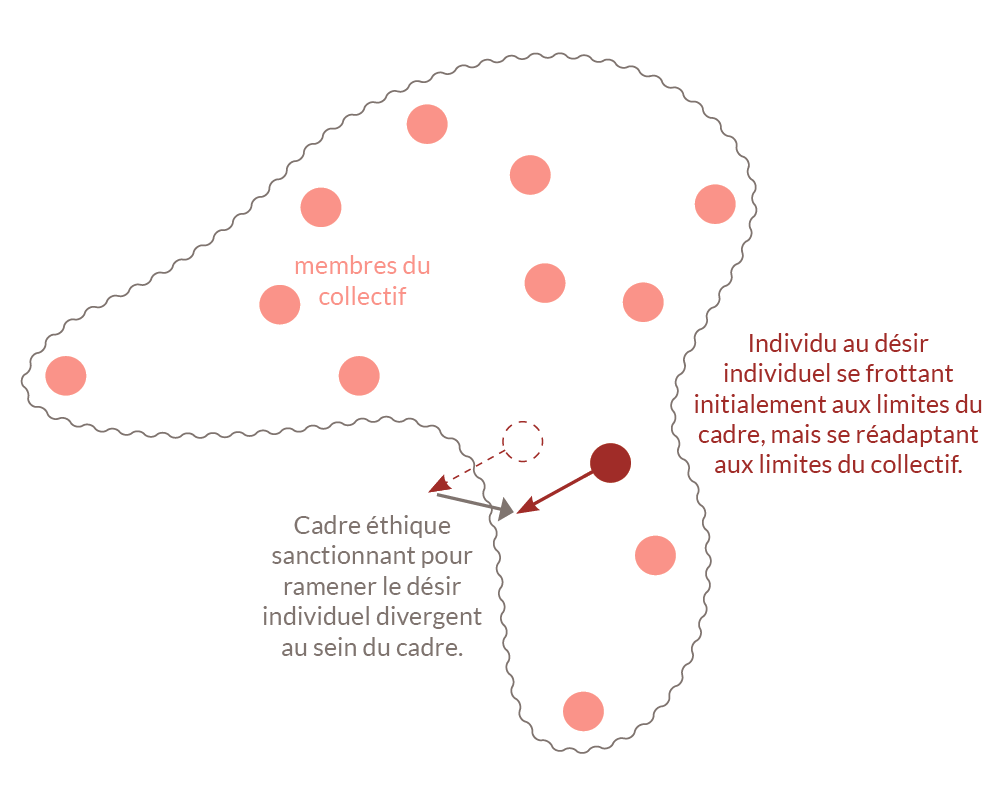 membres du
collectif
Individu au désir
individuel se frottant
initialement aux limites du
cadre, mais se réadaptant
aux limites du collectif.
Cadre éthique
sanctionnant pour
ramener le désir
individuel divergent
au sein du cadre.